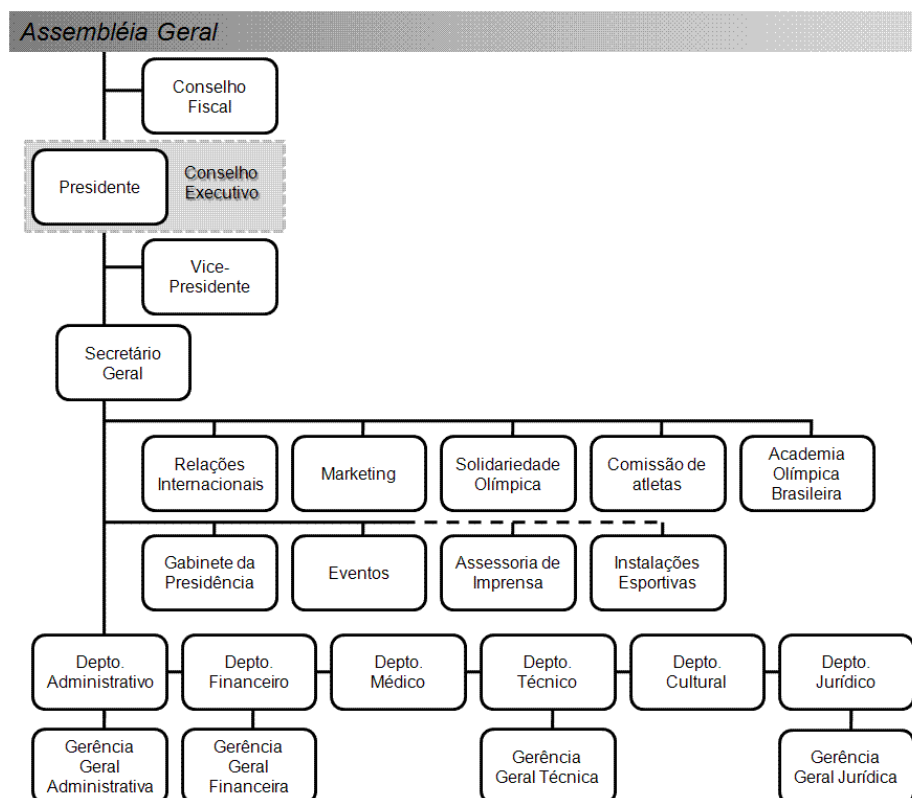 Assembléia Geral
Conselho
Fiscal
Presidente
Conselho
Executivo
Vice-
Presidente
Secretário
Geral
Relações
Internacionais
Marketing
Solidariedade
Olímpica
Comissão de
atletas
Academia
Olímpica
Brasileira
Gabinete da
Presidência
Eventos
Assessoria de
Imprensa
Instalações
Esportivas
Depto.
Administrativo
Depto.
Financeiro
Depto.
Médico
Depto.
Técnico
Depto.
Cultural
Depto.
Jurídico
Gerência
Geral
Administrativa
Gerência
Geral
Financeira
Gerência
Geral Técnica
Gerência
Geral Jurídica